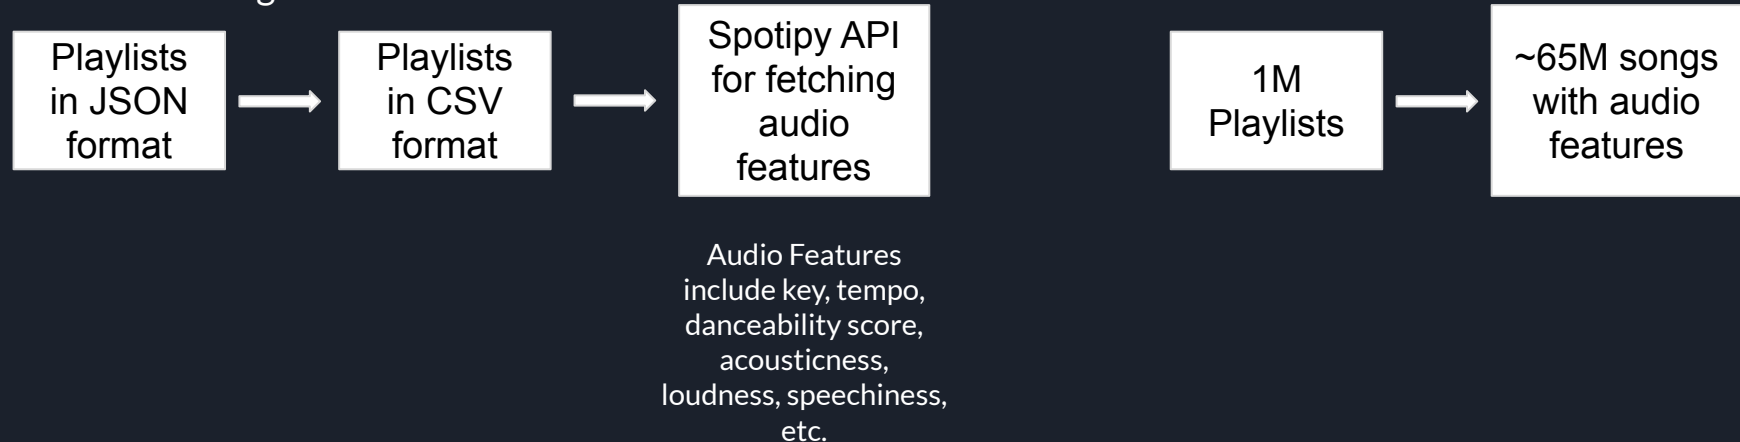 Playlists
in JSON
format
Playlists
in CSV
format
Spotipy API
for fetching
audio
features
1M
Playlists
~65M songs
with audio
features
Audio Features
include key, tempo,
danceability score,
acousticness,
loudness, speechiness,
etc.